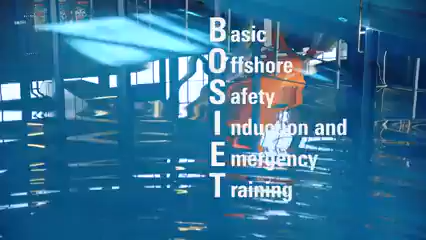 Basic
Offshore
Safety
Induction and
Emergency
Training